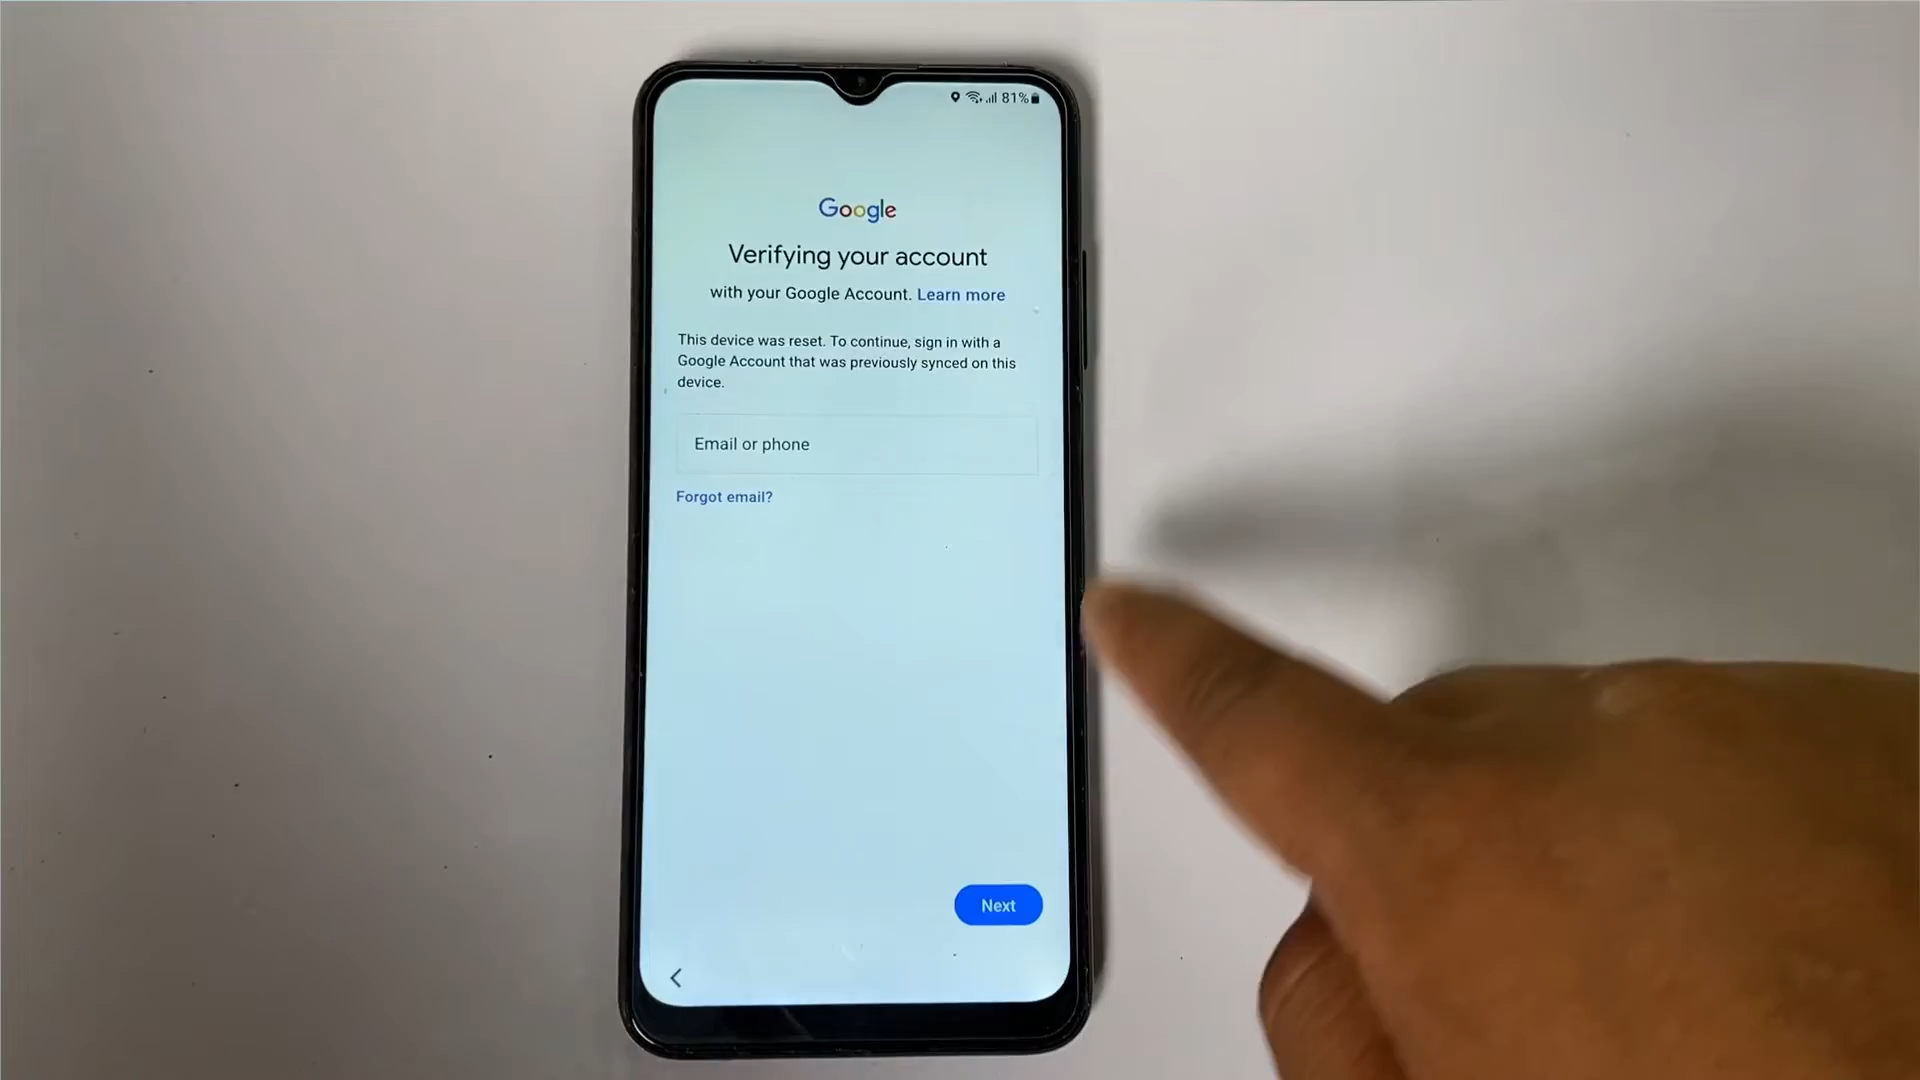 81%
Google
Verifying your account
with your Google Account. Learn more
This device was reset. To continue, sign in with a
Google Account that was previously synced on this
device.
Email or phone
Forgot email?
Next